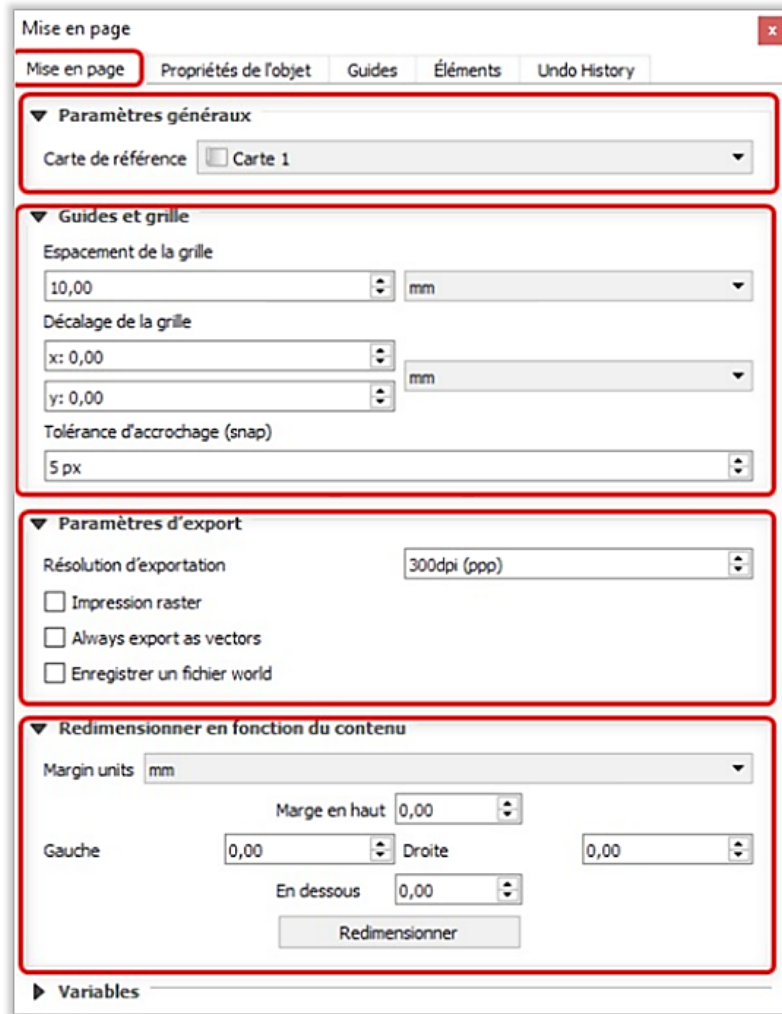 Mise en page
x
Mise en page Propriétés de l'objet Guides Éléments Undo History
Paramètres généraux
Carte de référence Carte 1
Guides et grille
Espacement de la grille
10,00 mm
Décalage de la grille
x: 0,00
mm
y: 0,00
Tolérance d'accrochage (snap)
5 px
Paramètres d'export
Résolution d'exportation 300dpi (ppp)
Impression raster
Always export as vectors
Enregistrer un fichier world
Redimensionner en fonction du contenu
Margin units mm
Marge en haut 0,00
Gauche 0,00 Droite 0,00
En dessous 0,00
Redimensionner
Variables